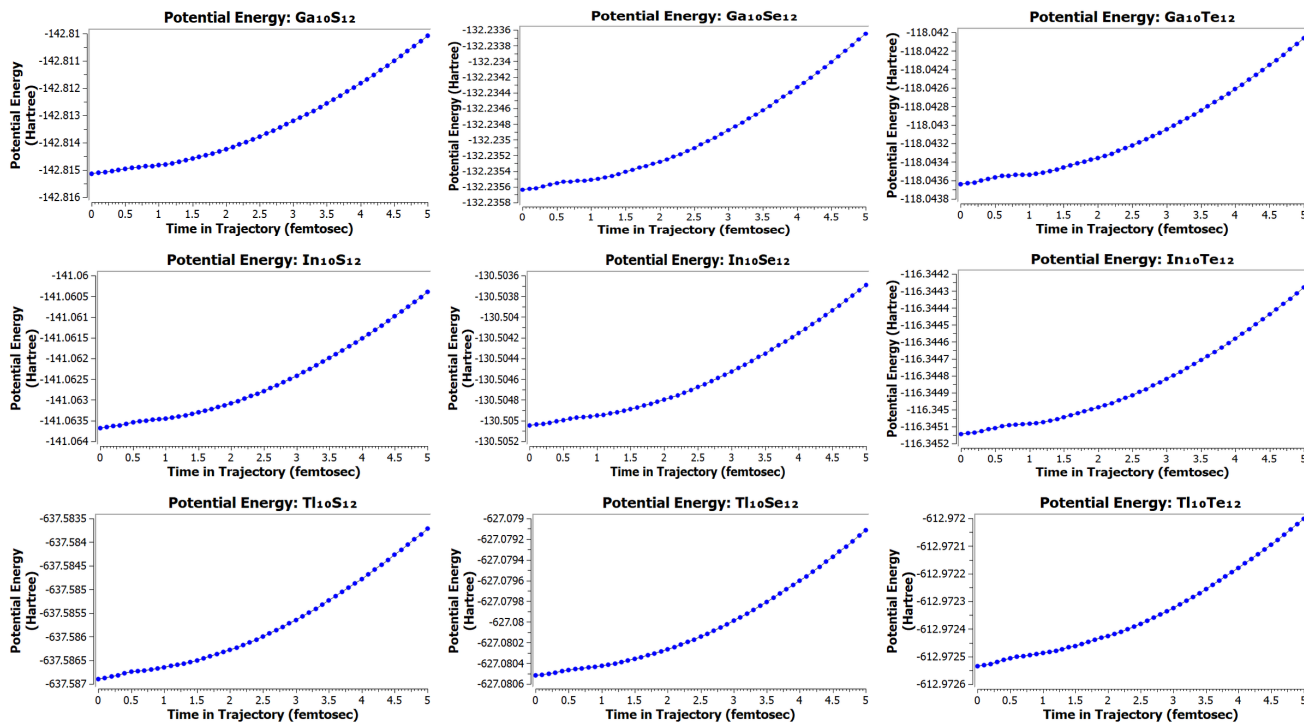 Potential Energy: Ga₁₀S₁₂
Potential Energy
(Hartree)
-142.81
-142.811
-142.812
-142.813
-142.814
-142.815
-142.816
0 0.5 1 1.5 2 2.5 3 3.5 4 4.5 5
Time in Trajectory (femtosec)
Potential Energy: Ga₁₀Se₁₂
Potential Energy (Hartree)
-132.2336
-132.2338
-132.234
-132.2342
-132.2344
-132.2346
-132.2348
-132.235
-132.2352
-132.2354
-132.2356
-132.2358
0 0.5 1 1.5 2 2.5 3 3.5 4 4.5 5
Time in Trajectory (femtosec)
Potential Energy: Ga₁₀Te₁₂
Potential Energy (Hartree)
-118.042
-118.0422
-118.0424
-118.0426
-118.0428
-118.043
-118.0432
-118.0434
-118.0436
-118.0438
0 0.5 1 1.5 2 2.5 3 3.5 4 4.5 5
Time in Trajectory (femtosec)
Potential Energy: In₁₀S₁₂
Potential Energy
(Hartree)
-141.06
-141.0605
-141.061
-141.0615
-141.062
-141.0625
-141.063
-141.0635
-141.064
0 0.5 1 1.5 2 2.5 3 3.5 4 4.5 5
Time in Trajectory (femtosec)
Potential Energy: In₁₀Se₁₂
Potential Energy
(Hartree)
-130.5036
-130.5038
-130.504
-130.5042
-130.5044
-130.5046
-130.5048
-130.505
-130.5052
0 0.5 1 1.5 2 2.5 3 3.5 4 4.5 5
Time in Trajectory (femtosec)
Potential Energy: In₁₀Te₁₂
Potential Energy (Hartree)
-116.3442
-116.3443
-116.3444
-116.3445
-116.3446
-116.3447
-116.3448
-116.3449
-116.345
-116.3451
-116.3452
0 0.5 1 1.5 2 2.5 3 3.5 4 4.5 5
Time in Trajectory (femtosec)
Potential Energy: Tl₁₀S₁₂
Potential Energy
(Hartree)
-637.5835
-637.584
-637.5845
-637.585
-637.5855
-637.586
-637.5865
-637.587
0 0.5 1 1.5 2 2.5 3 3.5 4 4.5 5
Time in Trajectory (femtosec)
Potential Energy: Tl₁₀Se₁₂
Potential Energy
(Hartree)
-627.079
-627.0792
-627.0794
-627.0796
-627.0798
-627.08
-627.0802
-627.0804
-627.0806
0 0.5 1 1.5 2 2.5 3 3.5 4 4.5 5
Time in Trajectory (femtosec)
Potential Energy: Tl₁₀Te₁₂
Potential Energy
(Hartree)
-612.972
-612.9721
-612.9722
-612.9723
-612.9724
-612.9725
-612.9726
0 0.5 1 1.5 2 2.5 3 3.5 4 4.5 5
Time in Trajectory (femtosec)